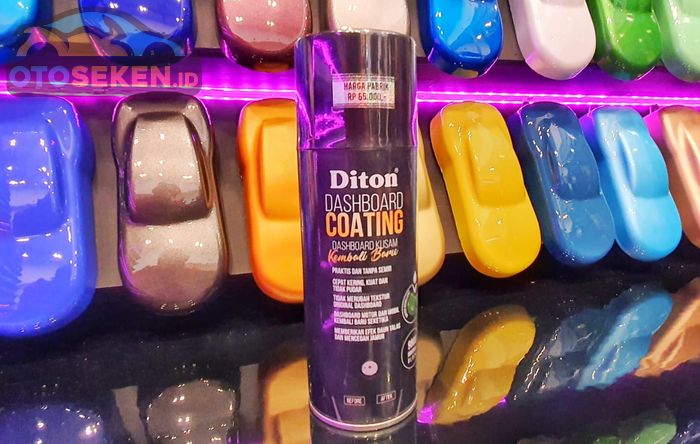 OTOSEKEN.ID
HARGA PABRIK
RP 65.000,-
Diton®
DASHBOARD
COATING
DASHBOARD KUSAM
Kembali Baru
PRAKTIS DAN TANPA SEMIR
CEPAT KERING, KUAT DAN
TIDAK PUDAR
TIDAK MERUBAH TEKSTUR
ORIGINAL DASHBOARD
DASHBOARD MOTOR DAN MOBIL
KEMBALI BARU SEKETIKA
MEMBERIKAN EFEK DAUN TALAS
DAN MENCEGAH JAMUR
BEFORE
AFTER